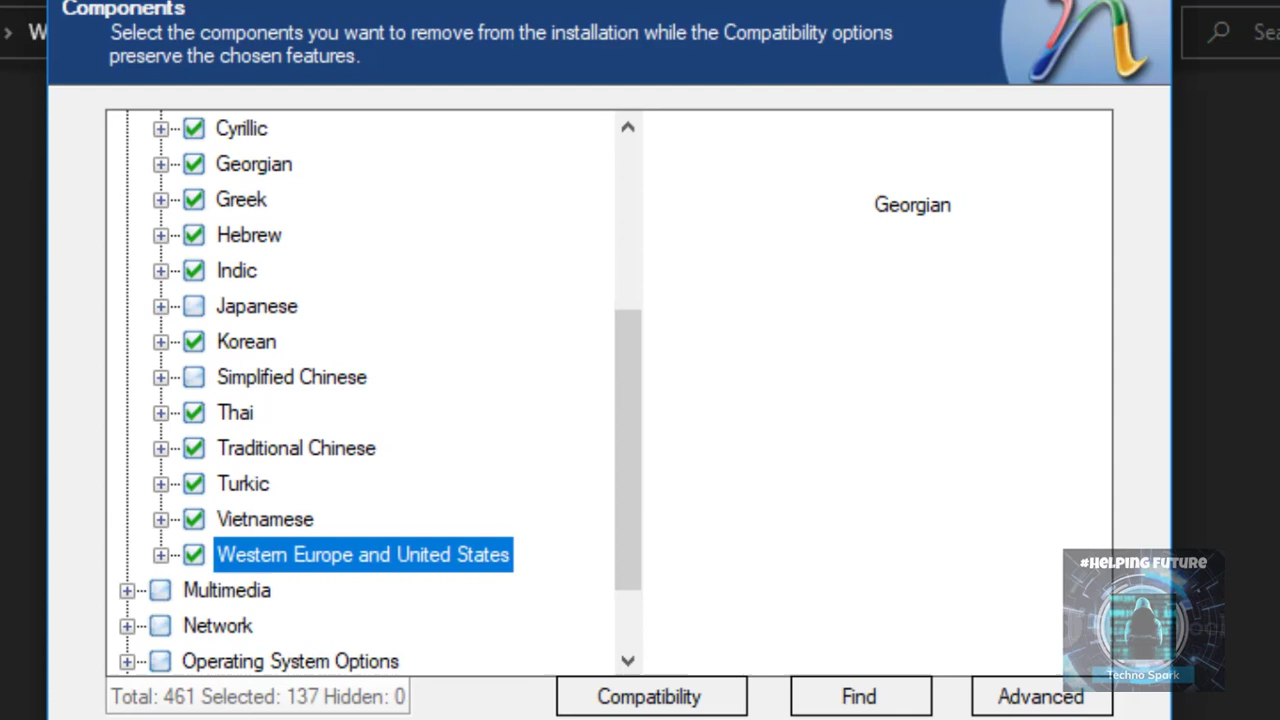 Components
Select the components you want to remove from the installation while the Compatibility options
preserve the chosen features.
W
Sea
Cyrillic
Georgian
Greek
Hebrew
Indic
Japanese
Korean
Simplified Chinese
Thai
Traditional Chinese
Turkic
Vietnamese
Western Europe and United States
Multimedia
Network
Operating System Options
Georgian
Total: 461 Selected: 137 Hidden: 0
Compatibility
Find
Advanced
#HELPING FUTURE
Techno Spark